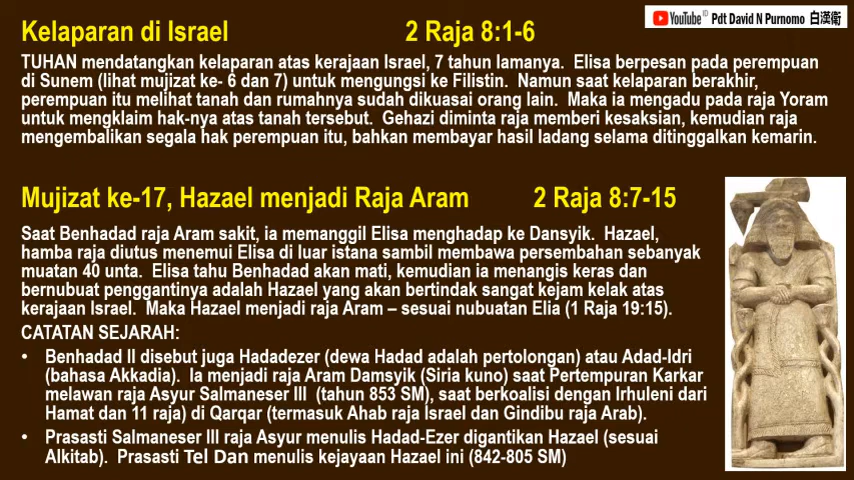 YouTube ID Pdt David N Purnomo 白漢衛
Kelaparan di Israel 2 Raja 8:1-6
TUHAN mendatangkan kelaparan atas kerajaan Israel, 7 tahun lamanya. Elisa berpesan pada perempuan
di Sunem (lihat mujizat ke- 6 dan 7) untuk mengungsi ke Filistin. Namun saat kelaparan berakhir,
perempuan itu melihat tanah dan rumahnya sudah dikuasai orang lain. Maka ia mengadu pada raja Yoram
untuk mengklaim hak-nya atas tanah tersebut. Gehazi diminta raja memberi kesaksian, kemudian raja
mengembalikan segala hak perempuan itu, bahkan membayar hasil ladang selama ditinggalkan kemarin.
Mujizat ke-17, Hazael menjadi Raja Aram 2 Raja 8:7-15
Saat Benhadad raja Aram sakit, ia memanggil Elisa menghadap ke Dansyik. Hazael,
hamba raja diutus menemui Elisa di luar istana sambil membawa persembahan sebanyak
muatan 40 unta. Elisa tahu Benhadad akan mati, kemudian ia menangis keras dan
bernubuat penggantinya adalah Hazael yang akan bertindak sangat kejam kelak atas
kerajaan Israel. Maka Hazael menjadi raja Aram – sesuai nubuatan Elia (1 Raja 19:15).
CATATAN SEJARAH:
• Benhadad II disebut juga Hadadezer (dewa Hadad adalah pertolongan) atau Adad-Idri
(bahasa Akkadia). Ia menjadi raja Aram Damsyik (Siria kuno) saat Pertempuran Karkar
melawan raja Asyur Salmaneser III (tahun 853 SM), saat berkoalisi dengan Irhuleni dari
Hamat dan 11 raja) di Qarqar (termasuk Ahab raja Israel dan Gindibu raja Arab).
• Prasasti Salmaneser III raja Asyur menulis Hadad-Ezer digantikan Hazael (sesuai
Alkitab). Prasasti Tel Dan menulis kejayaan Hazael ini (842-805 SM)